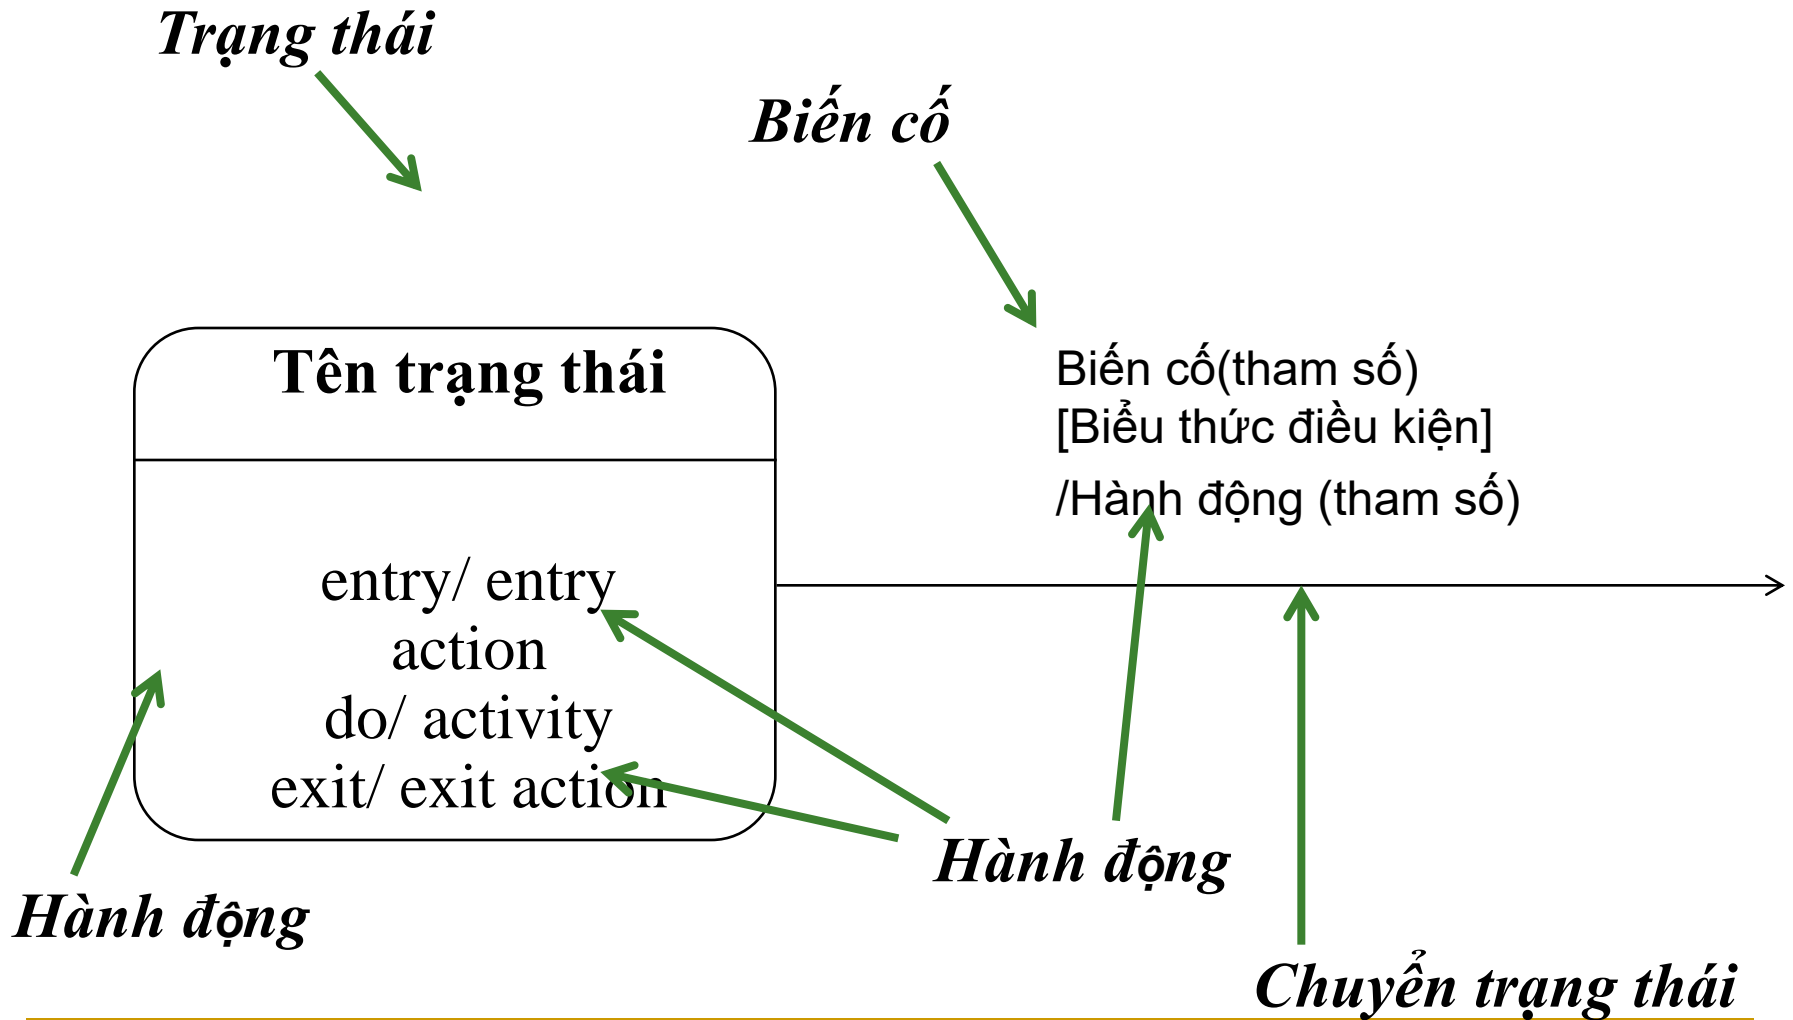 Trạng thái
Biến cố
Tên trạng thái
Biến cố(tham số)
[Biểu thức điều kiện]
/Hành động (tham số)
entry/ entry
action
do/ activity
exit/ exit action
Hành động
Hành động
Chuyển trạng thái